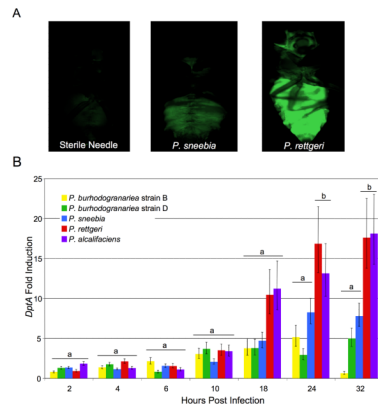 A
Sterile Needle
P. sneebia
P. rettgeri
B
DptA Fold Induction
25
20
15
10
5
0
P. burhodogranariea strain B
P. burhodogranariea strain D
P. sneebia
P. rettgeri
P. alcalifaciens
a
a
a
a
a
a
b
a
b
2 4 6 10 18 24 32
Hours Post Infection